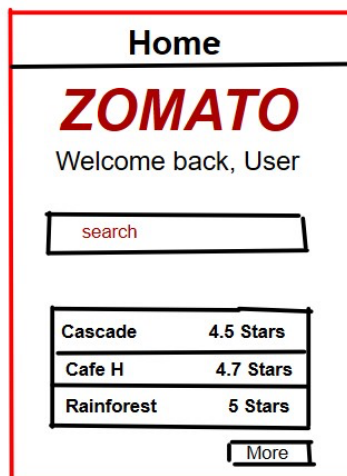 Home
ZOMATO
Welcome back, User
search
Cascade 4.5 Stars
Cafe H 4.7 Stars
Rainforest 5 Stars
More